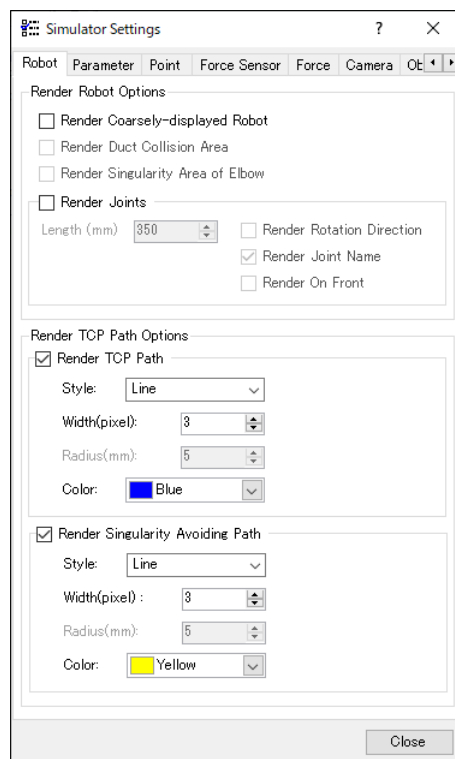 Simulator Settings ?
Robot Parameter Point Force Sensor Force Camera
Render Robot Options
Render Coarsely-displayed Robot
Render Duct Collision Area
Render Singularity Area of Elbow
Render Joints
Length (mm) 350 Render Rotation Direction
Render Joint Name
Render On Front
Render TCP Path Options
Render TCP Path
Style: Line
Width(pixel): 3
Radius(mm): 5
Color: Blue
Render Singularity Avoiding Path
Style: Line
Width(pixel) : 3
Radius(mm): 5
Color: Yellow
Close